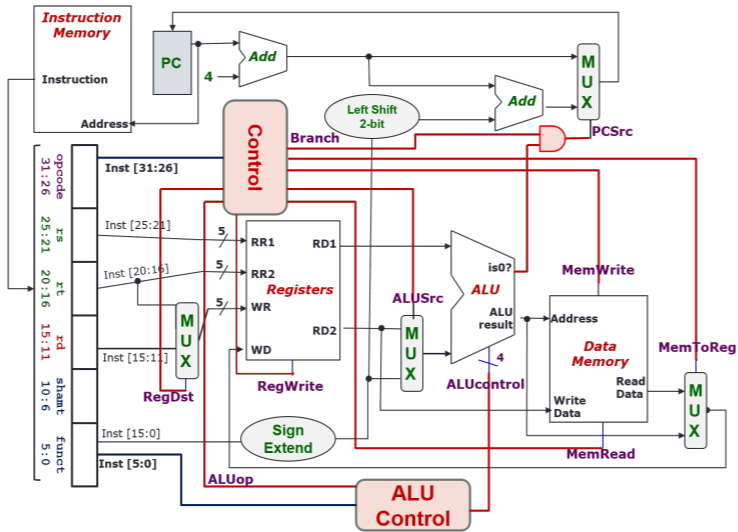 Instruction
Memory
Instruction
Address
PC
4
Add
Left Shift
2-bit
Add
MUX
PCSrc
Control
Branch
opcode
31:26
rs
25:21
rt
20:16
rd
15:11
shamt
10:6
funct
5:0
Inst [31:26]
Inst [25:21]
Inst [20:16]
Inst [15:11]
Inst [15:0]
Inst [5:0]
5
5
5
MUX
RegDst
RR1
RR2
WR
WD
Registers
RD1
RD2
RegWrite
Sign
Extend
ALUSrc
MUX
is0?
ALU
ALU
result
4
ALUcontrol
MemWrite
Address
Data
Memory
Read
Data
Write
Data
MemRead
MemToReg
MUX
ALUop
ALU
Control